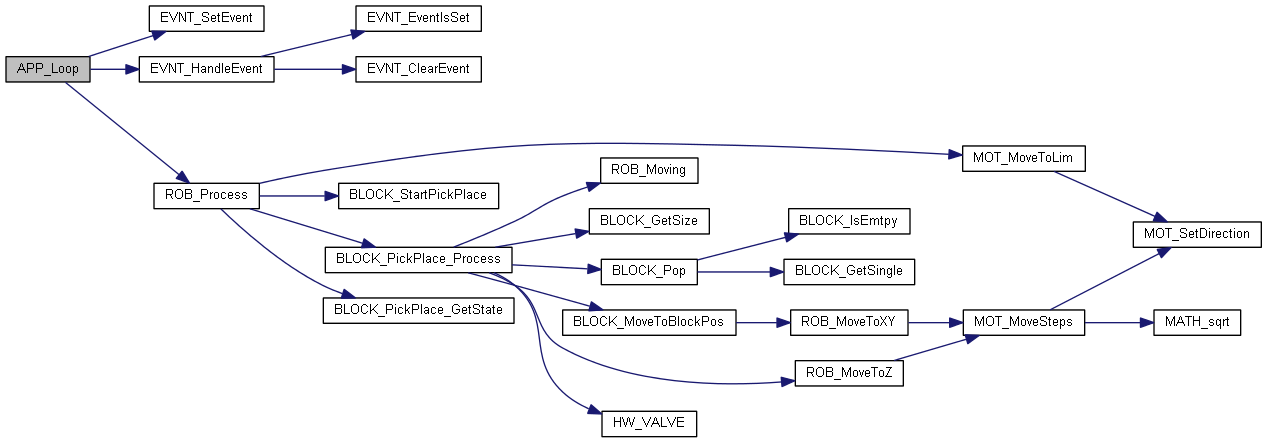 APP_Loop
EVNT_SetEvent
EVNT_HandleEvent
EVNT_EventIsSet
EVNT_ClearEvent
ROB_Process
MOT_MoveToLim
BLOCK_StartPickPlace
BLOCK_PickPlace_Process
BLOCK_PickPlace_GetState
ROB_Moving
BLOCK_GetSize
BLOCK_Pop
BLOCK_IsEmtpy
BLOCK_GetSingle
BLOCK_MoveToBlockPos
ROB_MoveToXY
MOT_MoveSteps
MOT_SetDirection
MATH_sqrt
ROB_MoveToZ
HW_VALVE